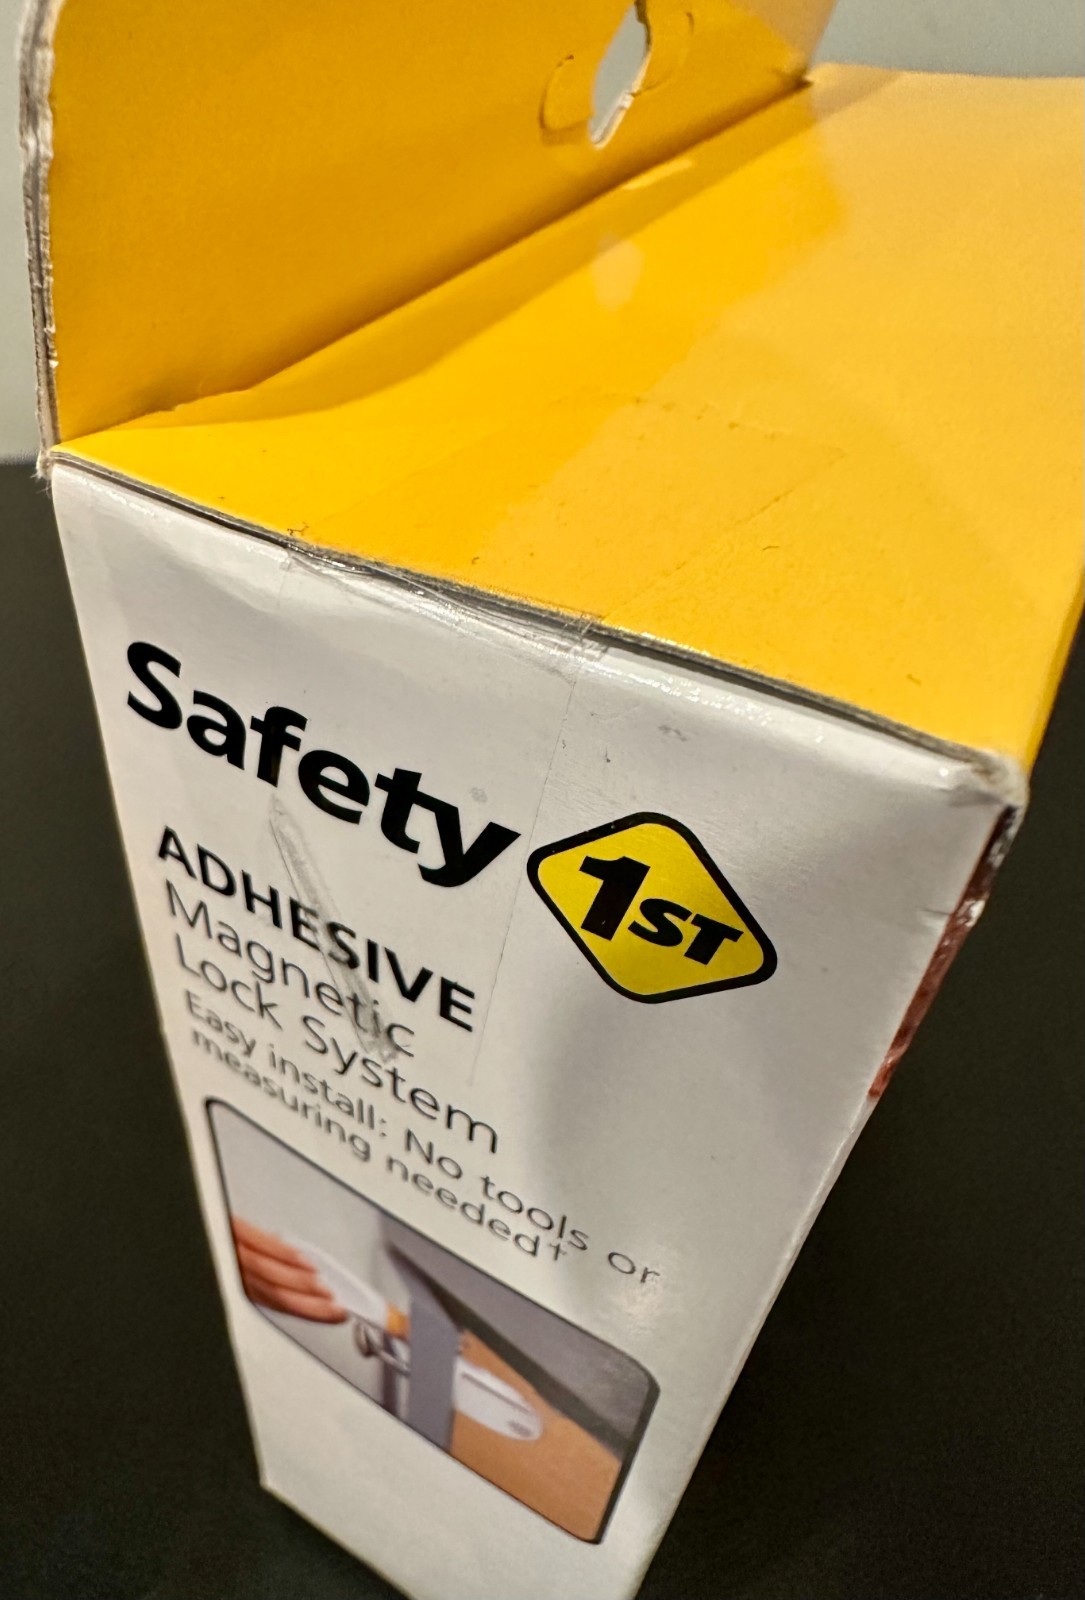 Safety 1ST
ADHESIVE
Magnetic
Lock System
Easy install: No tools or
measuring needed†